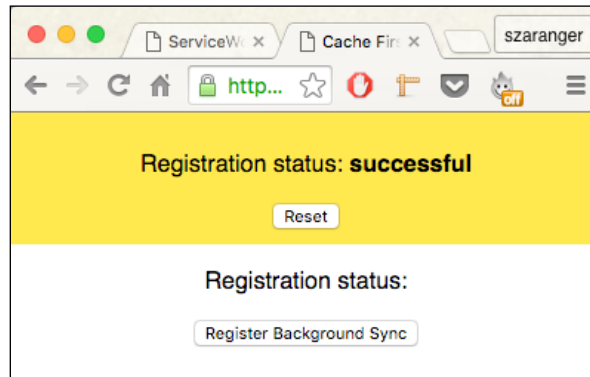 ServiceW
Cache Fir
szaranger
http...
off
Registration status: successful
Reset
Registration status:
Register Background Sync